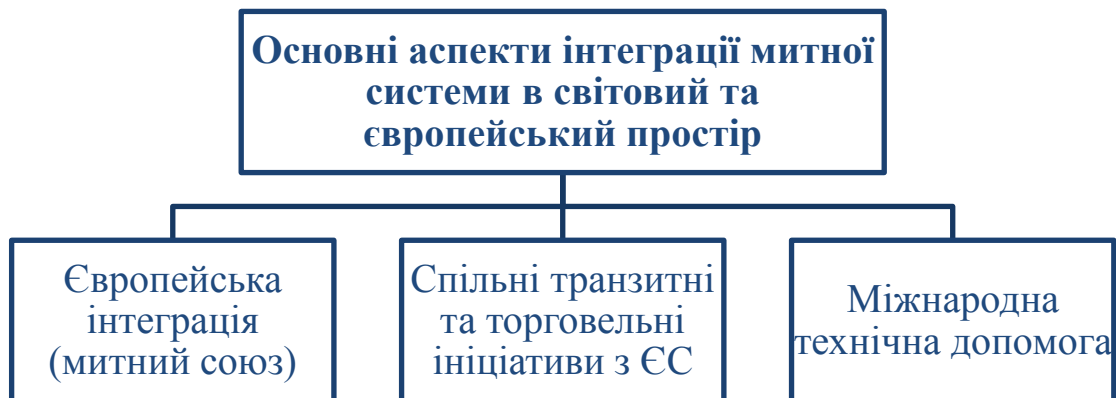 Основні аспекти інтеграції митної
системи в світовий та
європейський простір
Європейська
інтеграція
(митний союз)
Спільні транзитні
та торговельні
ініціативи з ЄС
Міжнародна
технічна допомога